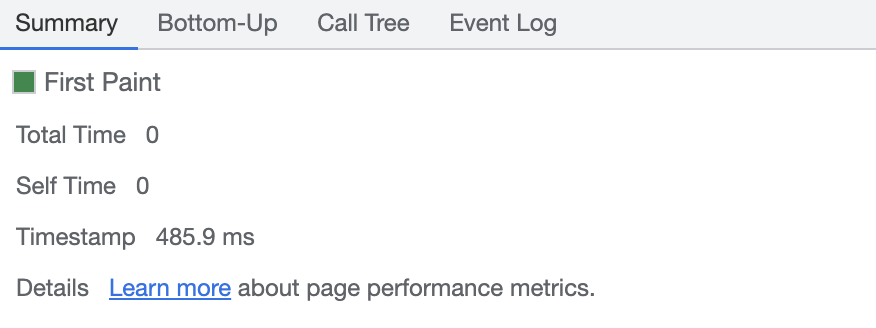 Summary Bottom-Up Call Tree Event Log
First Paint
Total Time 0
Self Time 0
Timestamp 485.9 ms
Details Learn more about page performance metrics.